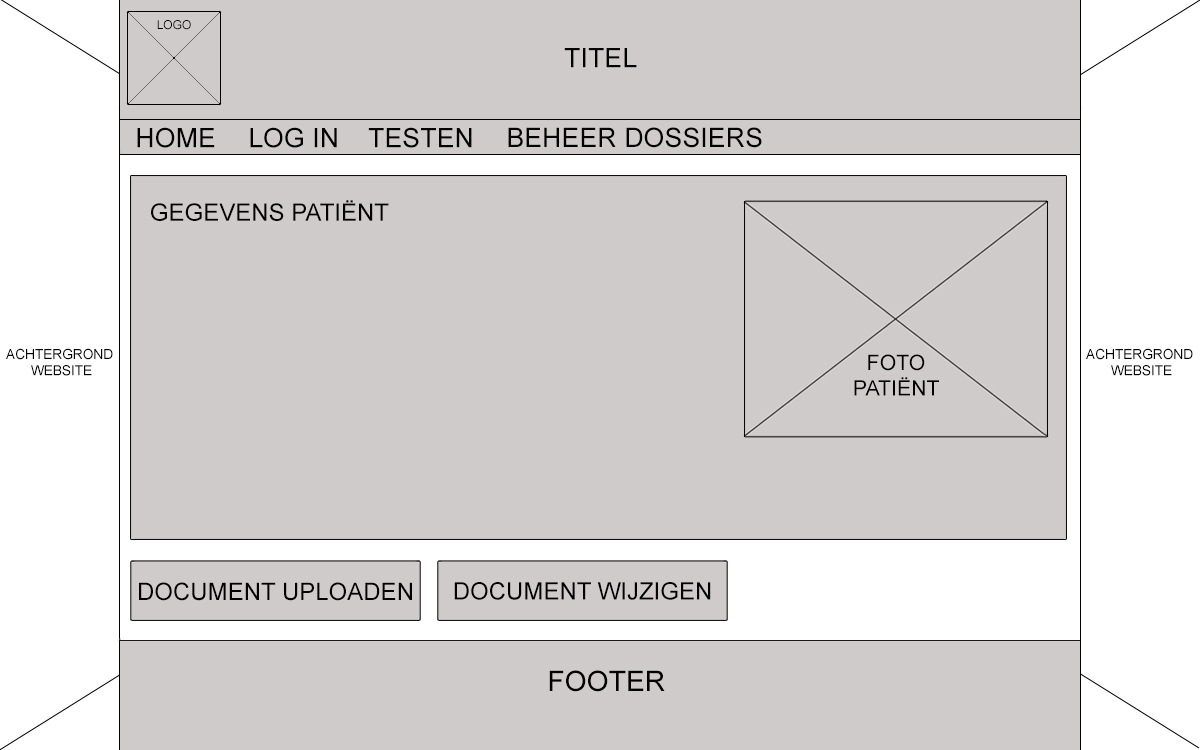 LOGO
TITEL
HOME LOG IN TESTEN BEHEER DOSSIERS
GEGEVENS PATIËNT
FOTO
PATIËNT
ACHTERGROND
WEBSITE
ACHTERGROND
WEBSITE
DOCUMENT UPLOADEN
DOCUMENT WIJZIGEN
FOOTER